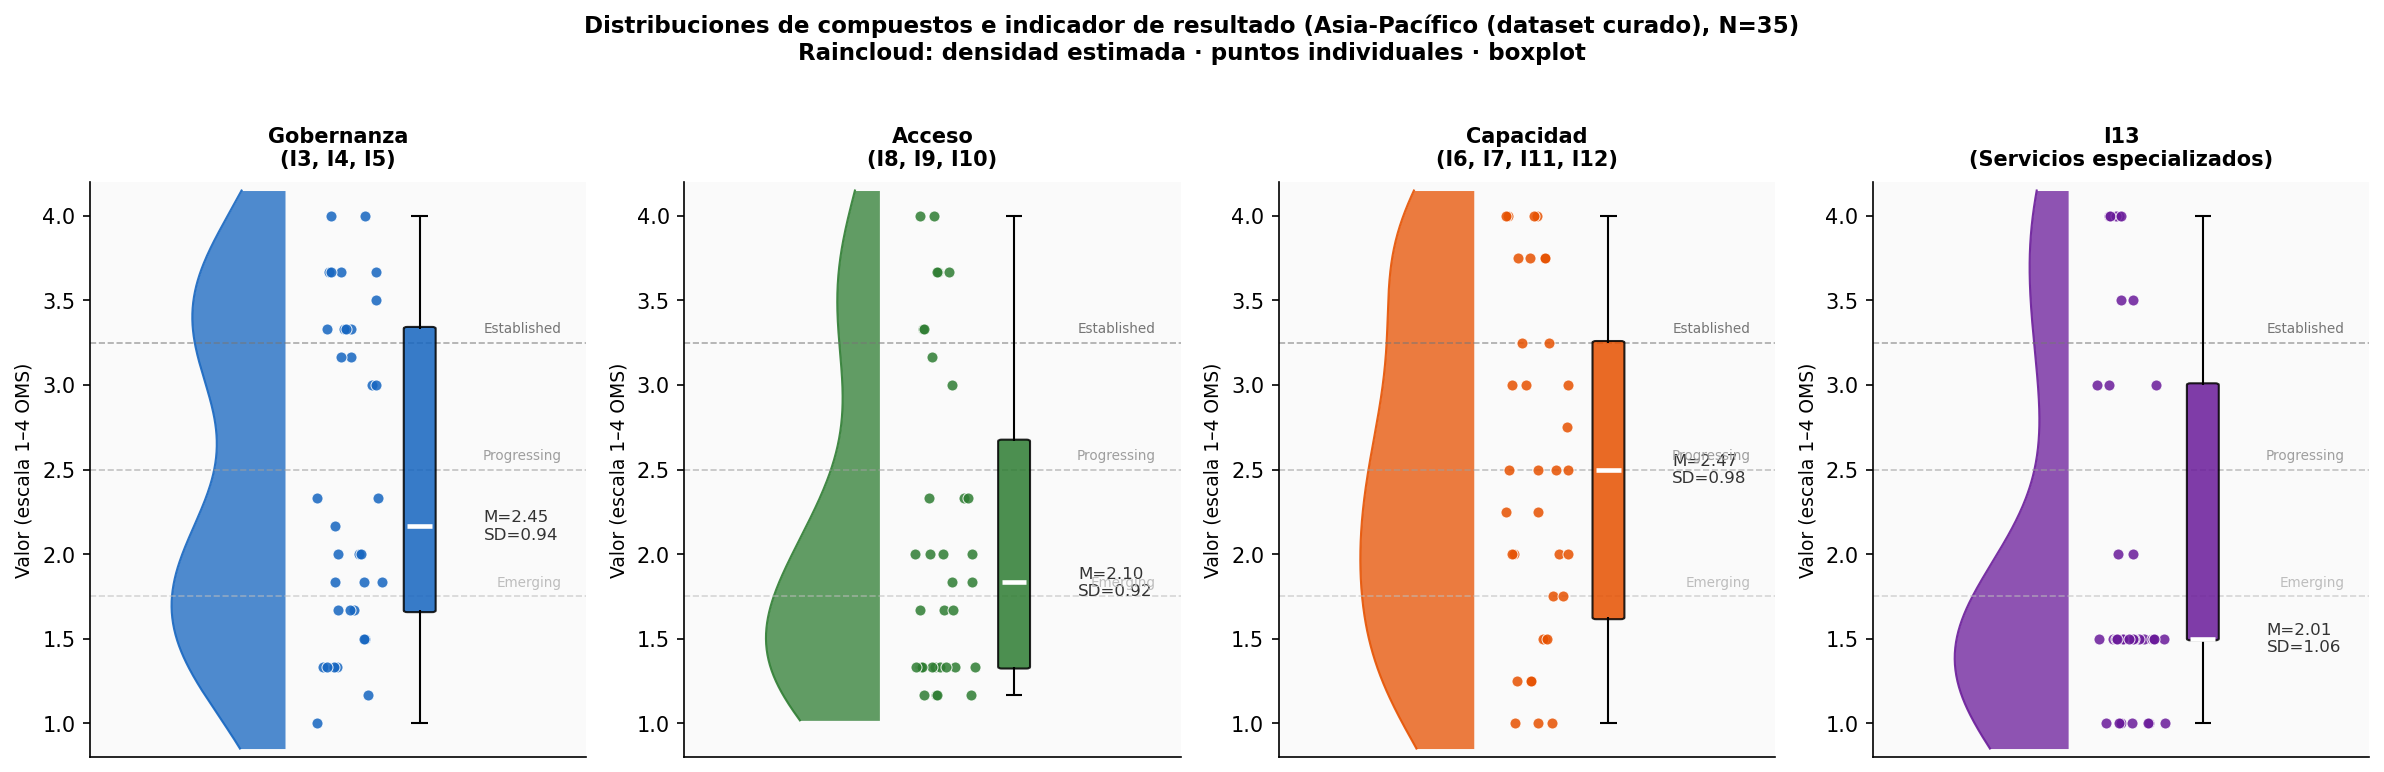 Distribuciones de compuestos e indicador de resultado (Asia-Pacífico (dataset curado), N=35)
Raincloud: densidad estimada · puntos individuales · boxplot
Gobernanza
(I3, I4, I5)
Valor (escala 1–4 OMS)
4.0
3.5
3.0
2.5
2.0
1.5
1.0
Established
Progressing
M=2.45
SD=0.94
Emerging
Acceso
(I8, I9, I10)
Valor (escala 1–4 OMS)
4.0
3.5
3.0
2.5
2.0
1.5
1.0
Established
Progressing
M=2.10
Emerging
SD=0.92
Capacidad
(I6, I7, I11, I12)
Valor (escala 1–4 OMS)
4.0
3.5
3.0
2.5
2.0
1.5
1.0
Established
Progressing
M=2.47
SD=0.98
Emerging
I13
(Servicios especializados)
Valor (escala 1–4 OMS)
4.0
3.5
3.0
2.5
2.0
1.5
1.0
Established
Progressing
Emerging
M=2.01
SD=1.06